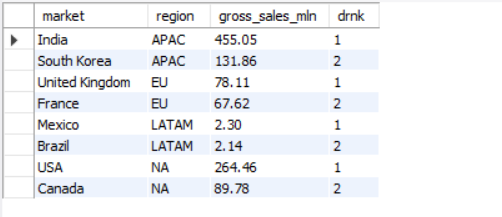 market region gross_sales_mln drnk
India APAC 455.05 1
South Korea APAC 131.86 2
United Kingdom EU 78.11 1
France EU 67.62 2
Mexico LATAM 2.30 1
Brazil LATAM 2.14 2
USA NA 264.46 1
Canada NA 89.78 2